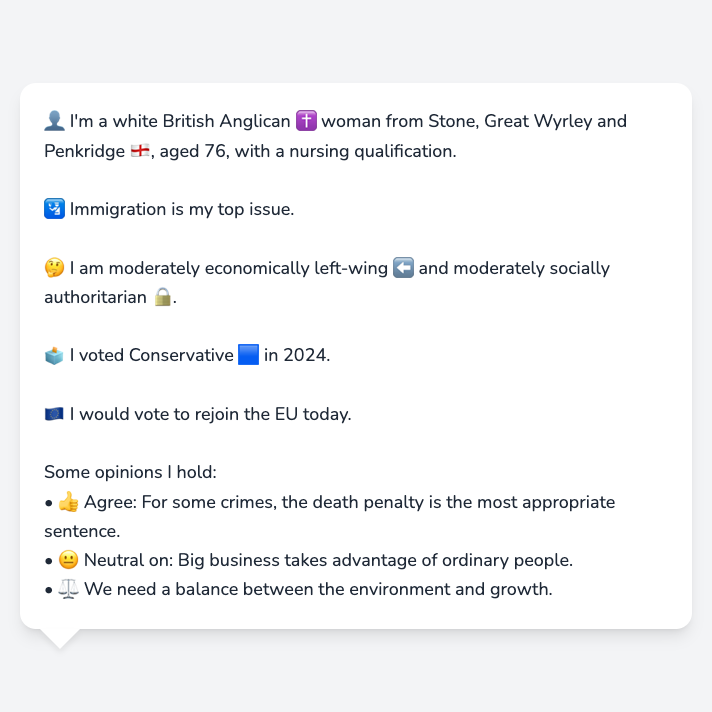 👤 I'm a white British Anglican ✝️ woman from Stone, Great Wyrley and
Penkridge 🏴󠁧󠁢󠁥󠁮󠁧󠁿, aged 76, with a nursing qualification.
🛂 Immigration is my top issue.
🤔 I am moderately economically left-wing ⬅️ and moderately socially
authoritarian 🔒.
🗳️ I voted Conservative 🟦 in 2024.
🇪🇺 I would vote to rejoin the EU today.
Some opinions I hold:
• 👍 Agree: For some crimes, the death penalty is the most appropriate
sentence.
• 😐 Neutral on: Big business takes advantage of ordinary people.
• ⚖️ We need a balance between the environment and growth.